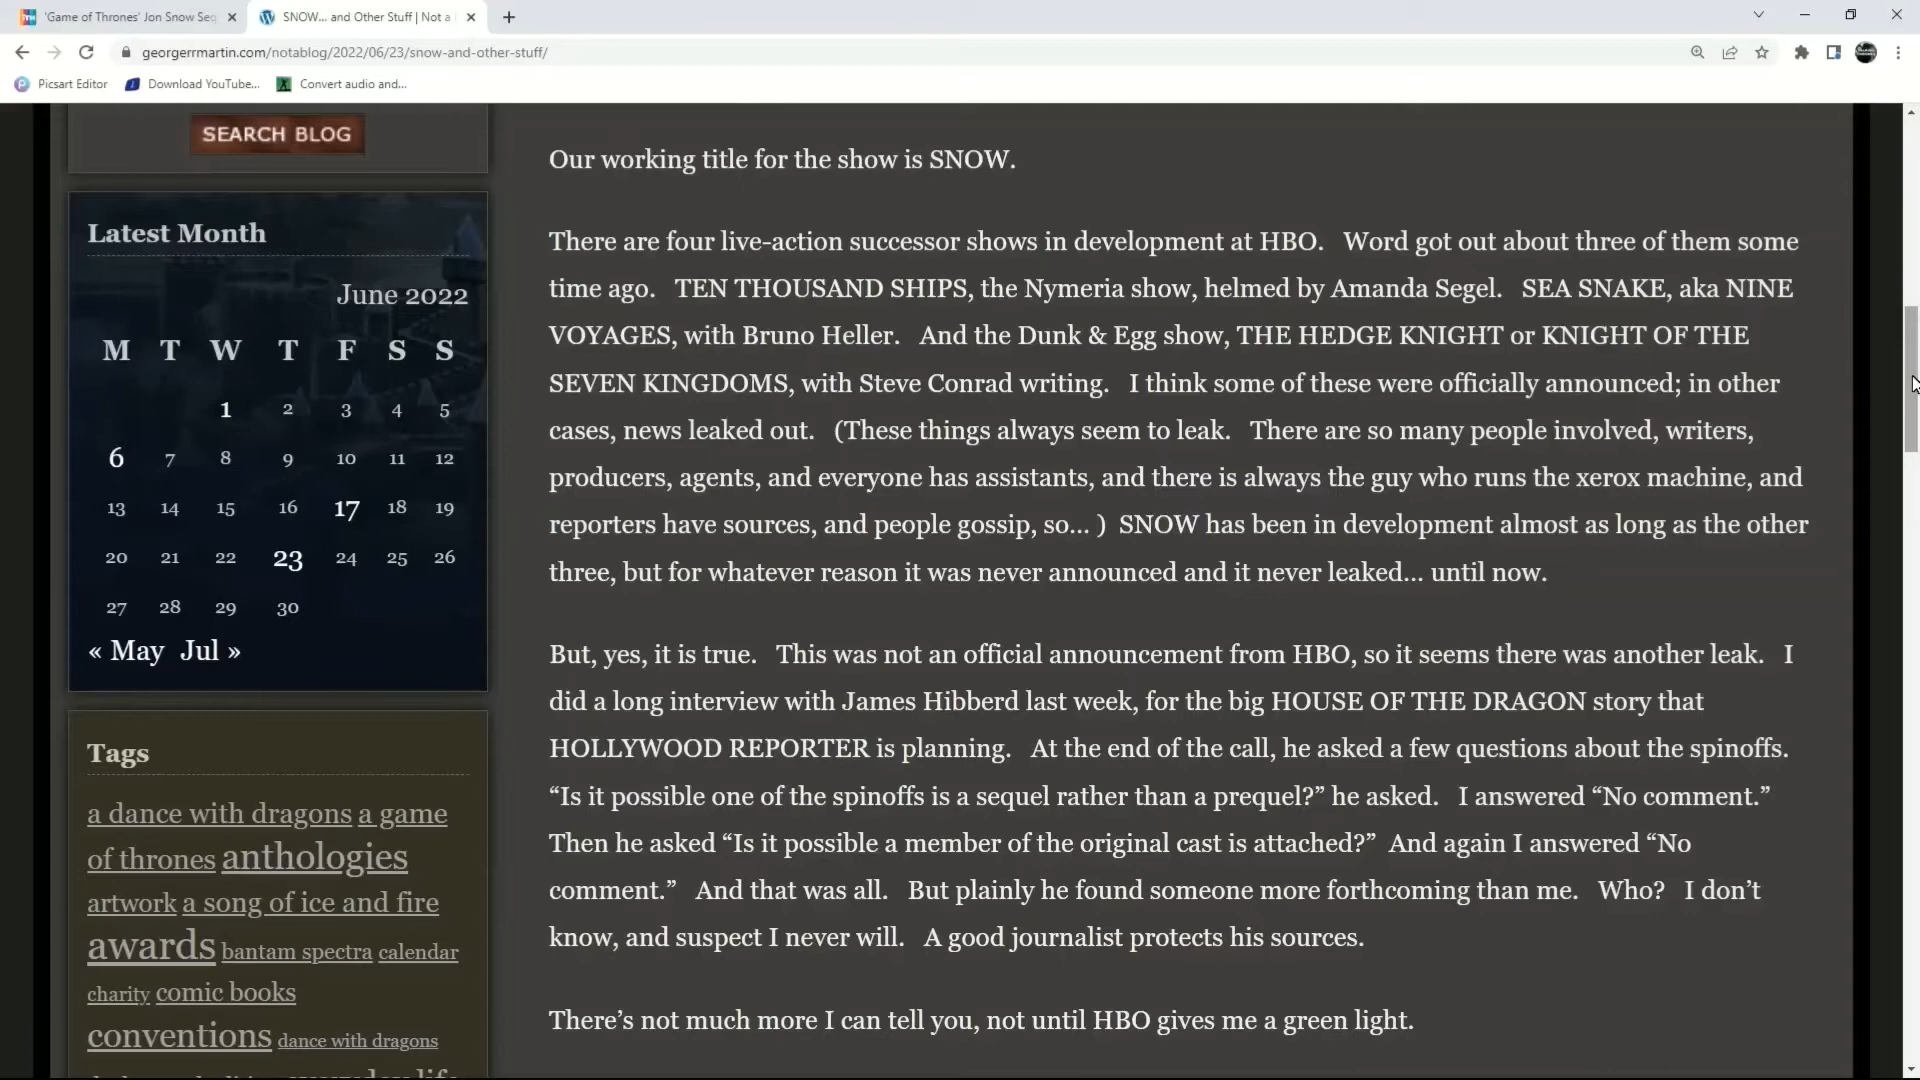 'Game of Thrones' Jon Snow Seq
SNOW... and Other Stuff | Not a
georgerrmartin.com/notablog/2022/06/23/snow-and-other-stuff/
Picsart Editor
Download YouTube...
Convert audio and...
SEARCH BLOG
Latest Month
June 2022
M T W T F S S
1 2 3 4 5
6 7 8 9 10 11 12
13 14 15 16 17 18 19
20 21 22 23 24 25 26
27 28 29 30
« May Jul »
Tags
a dance with dragons a game
of thrones anthologies
artwork a song of ice and fire
awards bantam spectra calendar
charity comic books
conventions dance with dragons
Our working title for the show is SNOW.
There are four live-action successor shows in development at HBO. Word got out about three of them some
time ago. TEN THOUSAND SHIPS, the Nymeria show, helmed by Amanda Segel. SEA SNAKE, aka NINE
VOYAGES, with Bruno Heller. And the Dunk & Egg show, THE HEDGE KNIGHT or KNIGHT OF THE
SEVEN KINGDOMS, with Steve Conrad writing. I think some of these were officially announced; in other
cases, news leaked out. (These things always seem to leak. There are so many people involved, writers,
producers, agents, and everyone has assistants, and there is always the guy who runs the xerox machine, and
reporters have sources, and people gossip, so... ) SNOW has been in development almost as long as the other
three, but for whatever reason it was never announced and it never leaked... until now.
But, yes, it is true. This was not an official announcement from HBO, so it seems there was another leak. I
did a long interview with James Hibberd last week, for the big HOUSE OF THE DRAGON story that
HOLLYWOOD REPORTER is planning. At the end of the call, he asked a few questions about the spinoffs.
“Is it possible one of the spinoffs is a sequel rather than a prequel?” he asked. I answered “No comment.”
Then he asked “Is it possible a member of the original cast is attached?” And again I answered “No
comment.” And that was all. But plainly he found someone more forthcoming than me. Who? I don’t
know, and suspect I never will. A good journalist protects his sources.
There’s not much more I can tell you, not until HBO gives me a green light.